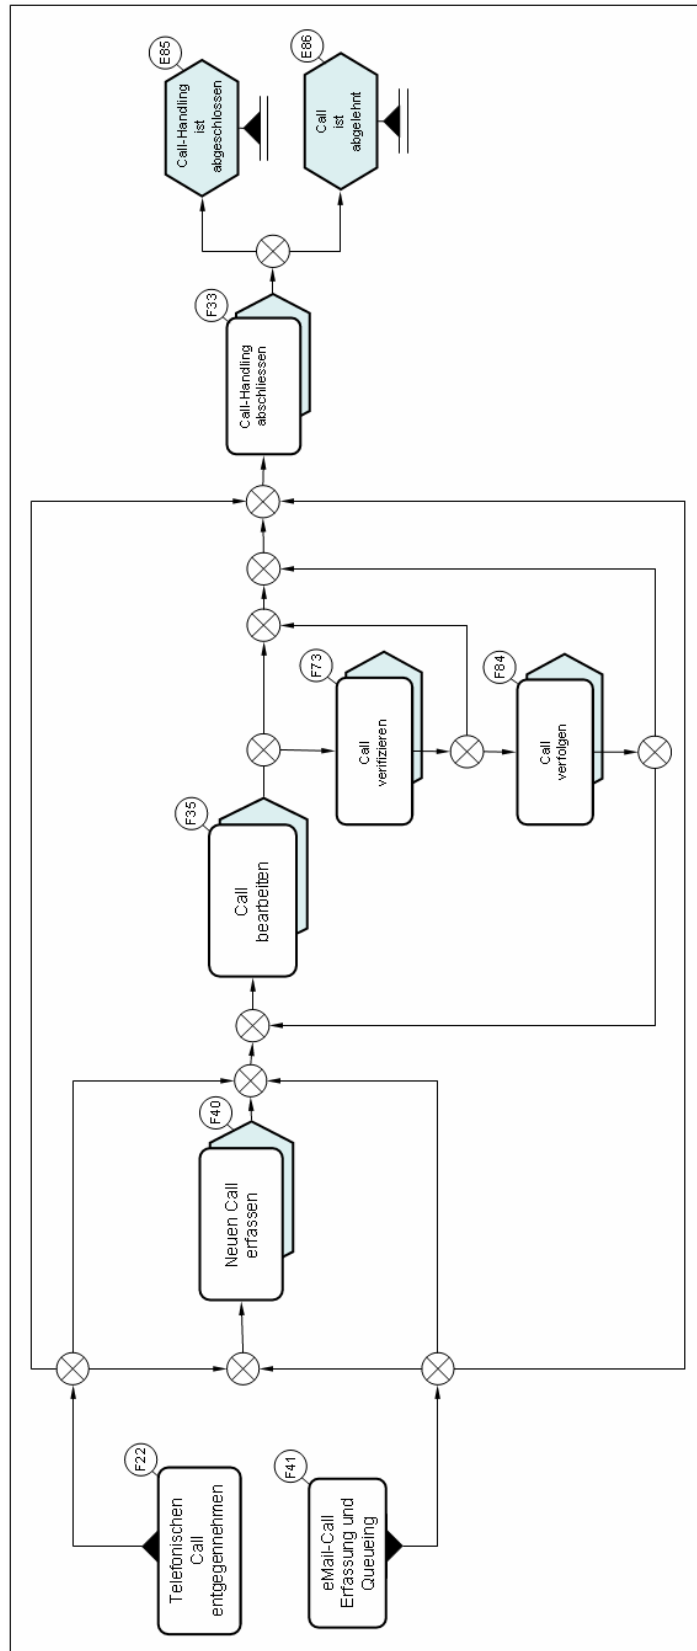 F22
Telefonischen
Call
entgegennehmen
F41
eMail-Call
Erfassung und
Queueing
F40
Neuen Call
erfassen
F35
Call
bearbeiten
F73
Call
verifizieren
F84
Call
verfolgen
F33
Call-Handling
abschliessen
E85
Call-Handling
ist
abgeschlossen
E86
Call
ist
abgelehnt